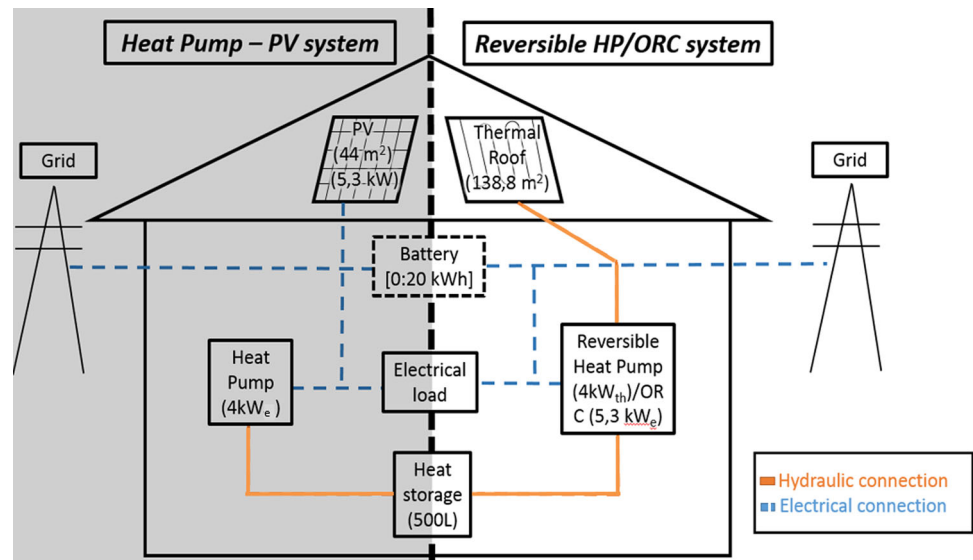 Heat Pump – PV system
Reversible HP/ORC system
PV
(44 m²)
(5,3 kW)
Thermal
Roof
(138,8 m²)
Grid
Grid
Battery
[0:20 kWh]
Heat
Pump
(4kWₑ )
Electrical
load
Reversible
Heat Pump
(4kWₜₕ)/OR
C (5,3 kWₑ)
Heat
storage
(500L)
Hydraulic connection
Electrical connection